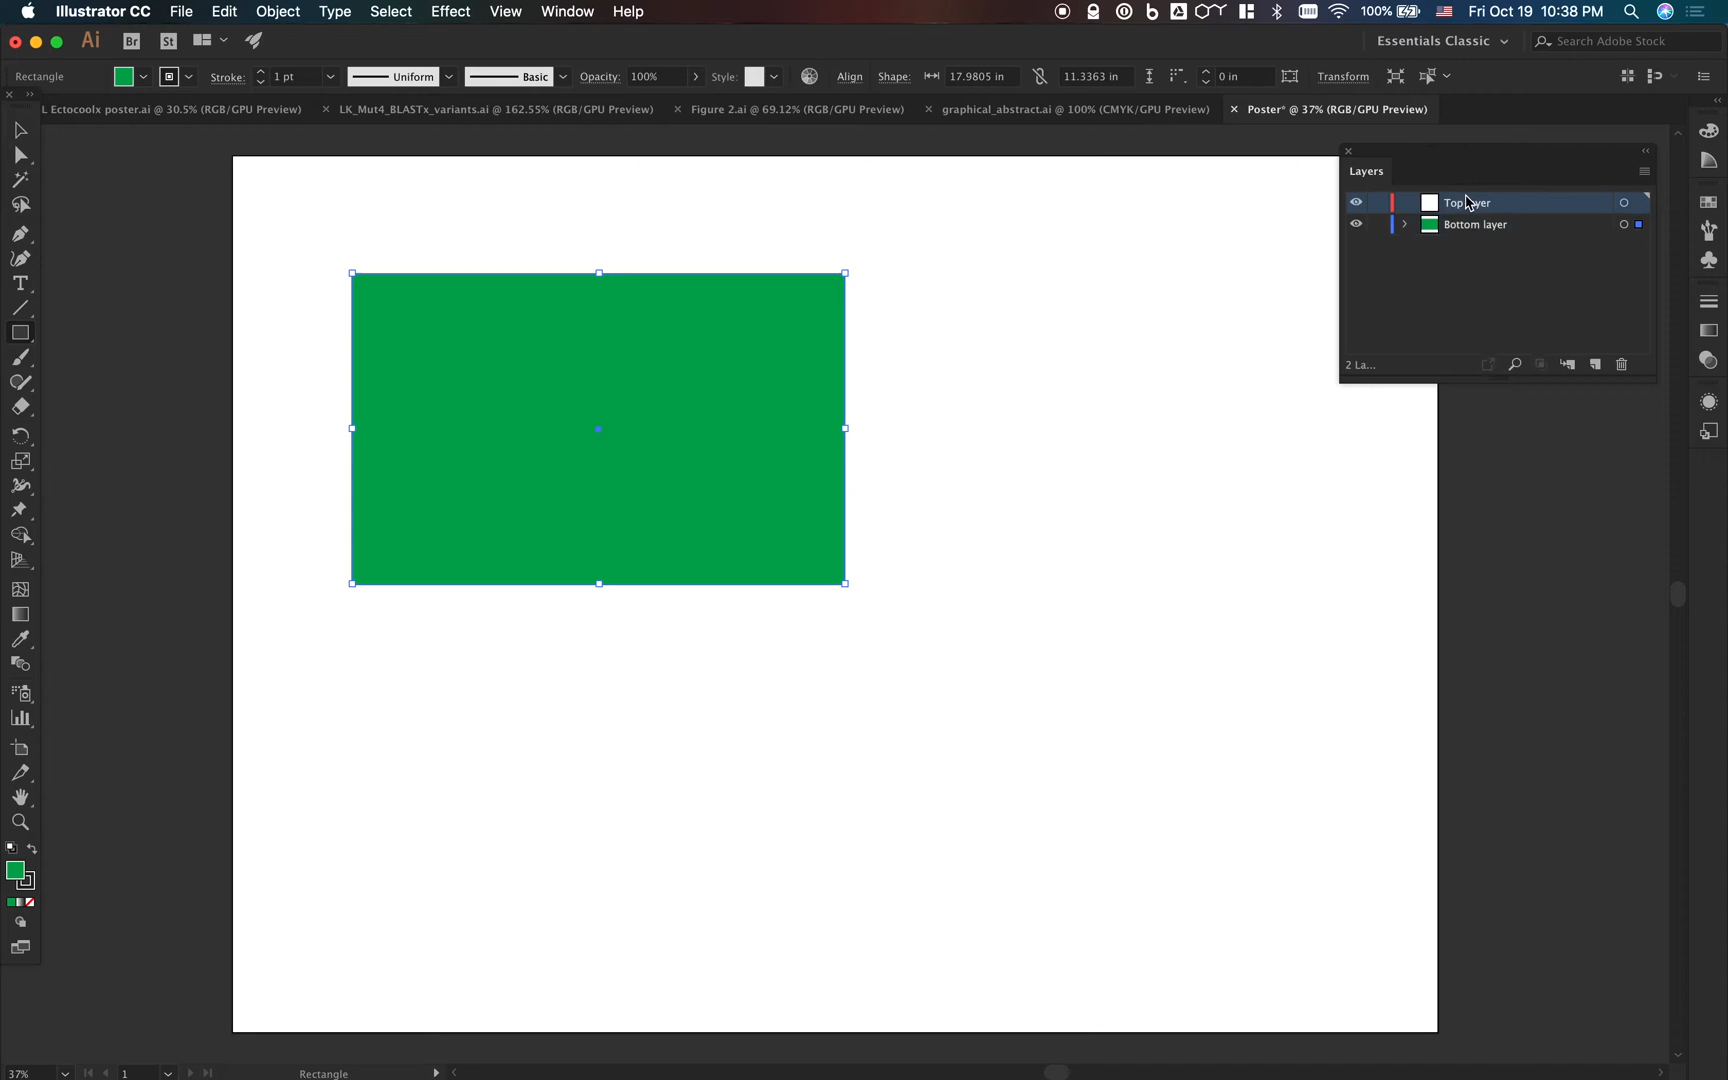 Illustrator CC File Edit Object Type Select Effect View Window Help 100% Fri Oct 19 10:38 PM
Ai Br St Essentials Classic Search Adobe Stock
Rectangle Stroke: 1 pt Uniform Basic Opacity: 100% Style: Align Shape: 17.9805 in 11.3363 in 0 in Transform
L Ectocoolx poster.ai @ 30.5% (RGB/GPU Preview) LK_Mut4_BLASTx_variants.ai @ 162.55% (RGB/GPU Preview) Figure 2.ai @ 69.12% (RGB/GPU Preview) graphical_abstract.ai @ 100% (CMYK/GPU Preview) Poster* @ 37% (RGB/GPU Preview)
Layers
Top layer
Bottom layer
2 La...
37% 1 Rectangle